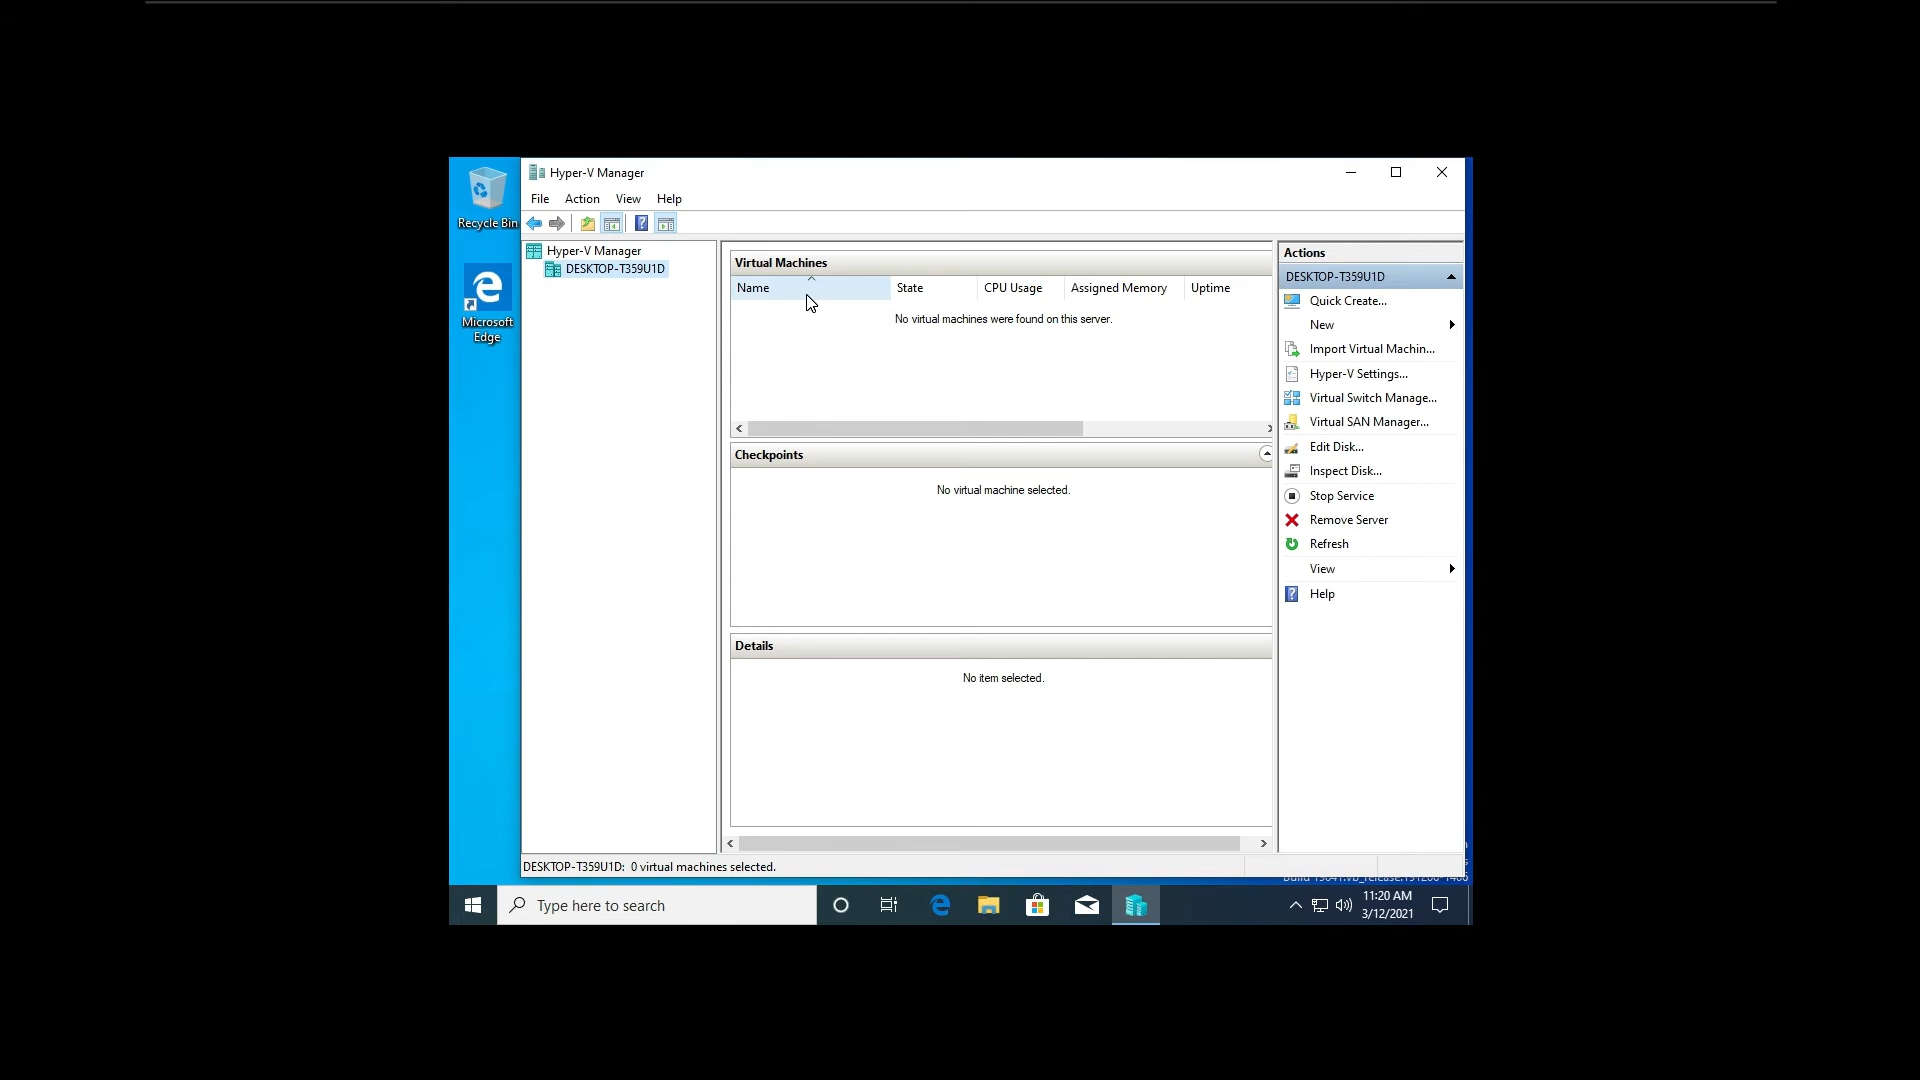 Recycle Bin
Microsoft
Edge
Hyper-V Manager
File Action View Help
Hyper-V Manager
DESKTOP-T359U1D
Virtual Machines
Name State CPU Usage Assigned Memory Uptime
No virtual machines were found on this server.
Checkpoints
No virtual machine selected.
Details
No item selected.
Actions
DESKTOP-T359U1D
Quick Create...
New
Import Virtual Machin...
Hyper-V Settings...
Virtual Switch Manage...
Virtual SAN Manager...
Edit Disk...
Inspect Disk...
Stop Service
Remove Server
Refresh
View
Help
DESKTOP-T359U1D: 0 virtual machines selected.
Type here to search
11:20 AM
3/12/2021